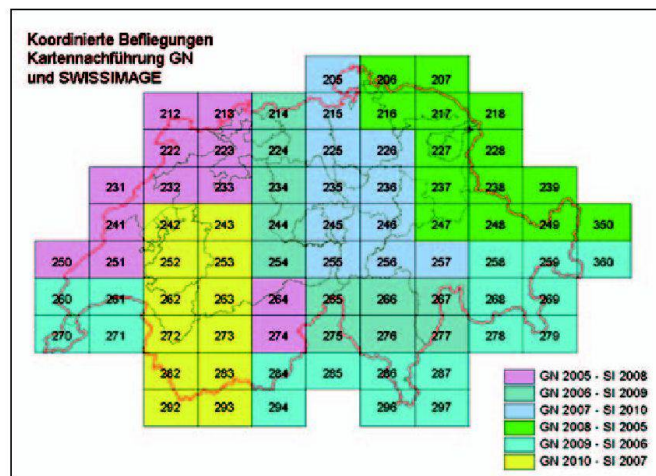 Koordinierte Befliegungen
Kartennachführung GN
und SWISSIMAGE
205 206 207
212 213 214 215 216 217 218
222 223 224 225 226 227 228
231 232 233 234 235 236 237 238 239
241 242 243 244 245 246 247 248 249 350
250 251 252 253 254 255 256 257 258 259 360
260 261 262 263 264 265 266 267 268 269
270 271 272 273 274 275 276 277 278 279
282 283 284 285 286 287
292 293 294 296 297
GN 2005 - SI 2008
GN 2006 - SI 2009
GN 2007 - SI 2010
GN 2008 - SI 2005
GN 2009 - SI 2006
GN 2010 - SI 2007